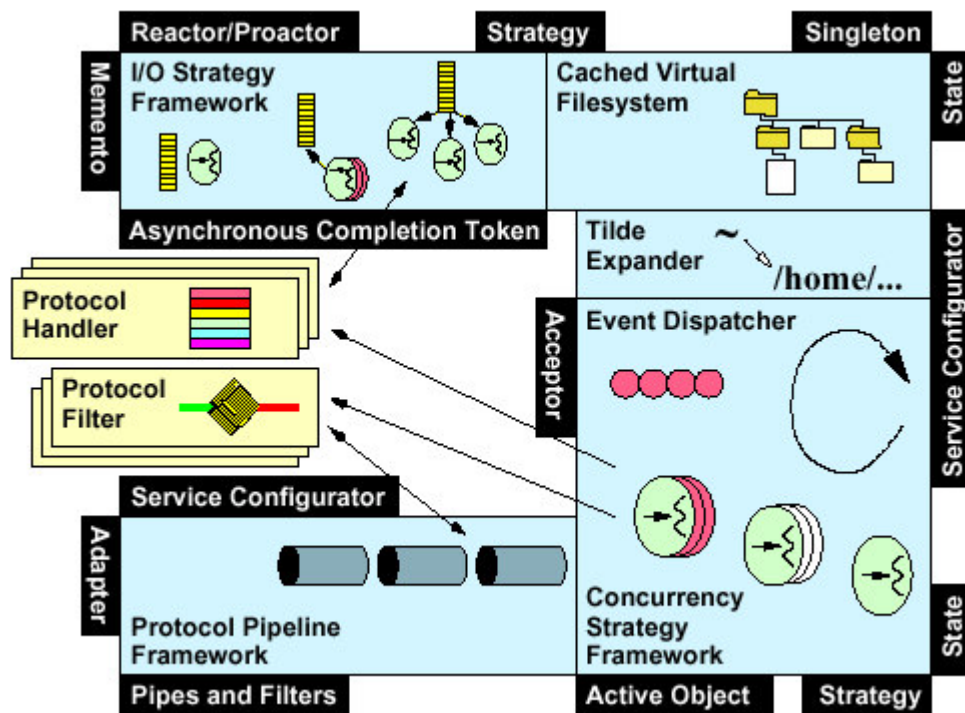 Reactor/Proactor
Strategy
Singleton
Memento
I/O Strategy
Framework
Cached Virtual
Filesystem
State
Asynchronous Completion Token
Tilde
Expander
~
/home/...
Protocol
Handler
Acceptor
Event Dispatcher
Service Configurator
Protocol
Filter
Service Configurator
Adapter
Protocol Pipeline
Framework
Concurrency
Strategy
Framework
State
Pipes and Filters
Active Object
Strategy